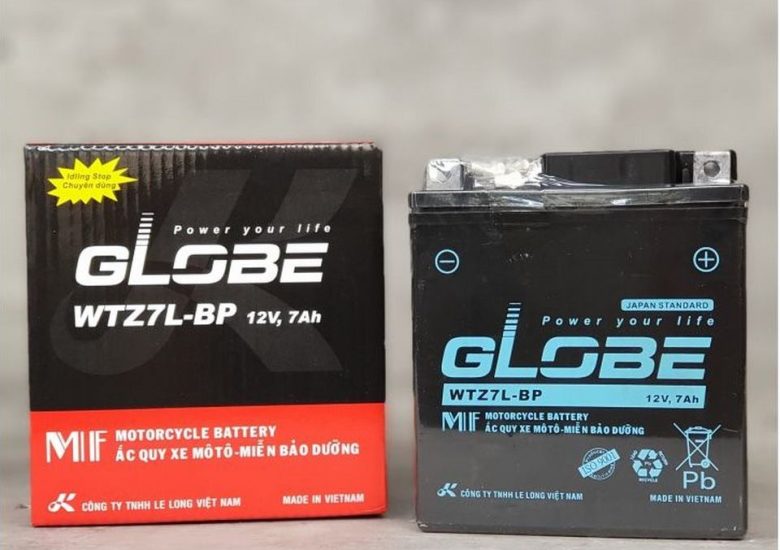 Idling Stop
Chuyên dùng
Power your life
GLOBE
WTZ7L-BP 12V, 7Ah
MF MOTORCYCLE BATTERY
ẮC QUY XE MÔTÔ-MIỄN BẢO DƯỠNG
CÔNG TY TNHH LE LONG VIỆT NAM MADE IN VIETNAM
JAPAN STANDARD
Power your life
GLOBE
WTZ7L-BP 12V, 7Ah
MF MOTORCYCLE BATTERY
ẮC QUY XE MÔTÔ-MIỄN BẢO DƯỠNG
ISO 9001
RECYCLE
Pb
CÔNG TY TNHH LE LONG VIỆT NAM MADE IN VIETNAM